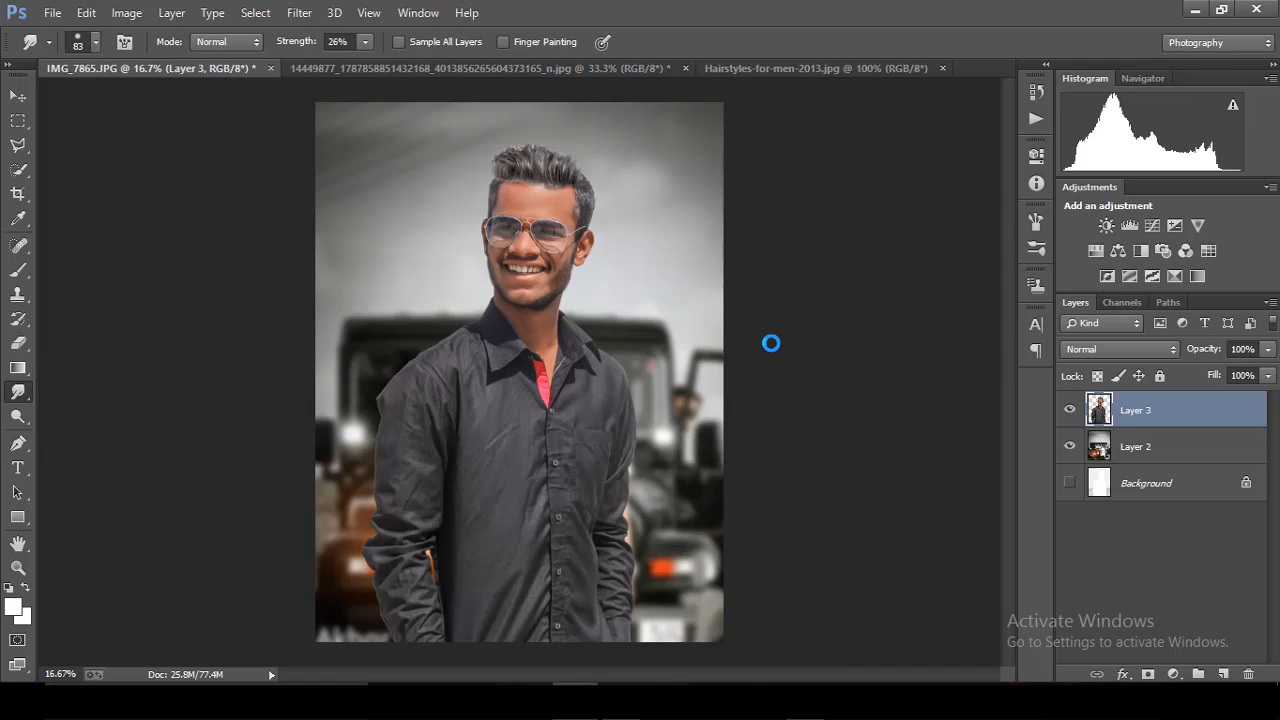 Ps File Edit Image Layer Type Select Filter 3D View Window Help
83 Mode: Normal Strength: 26% Sample All Layers Finger Painting Photography
IMG_7865.JPG @ 16.7% (Layer 3, RGB/8*) * 14449877_1787858851432168_4013856265604373165_n.jpg @ 33.3% (RGB/8*) * Hairstyles-for-men-2013.jpg @ 100% (RGB/8*)
Histogram Navigator
Adjustments
Add an adjustment
Layers Channels Paths
Kind
Normal Opacity: 100%
Lock: Fill: 100%
Layer 3
Layer 2
Background
Activate Windows
Go to Settings to activate Windows.
16.67% Doc: 25.8M/77.4M